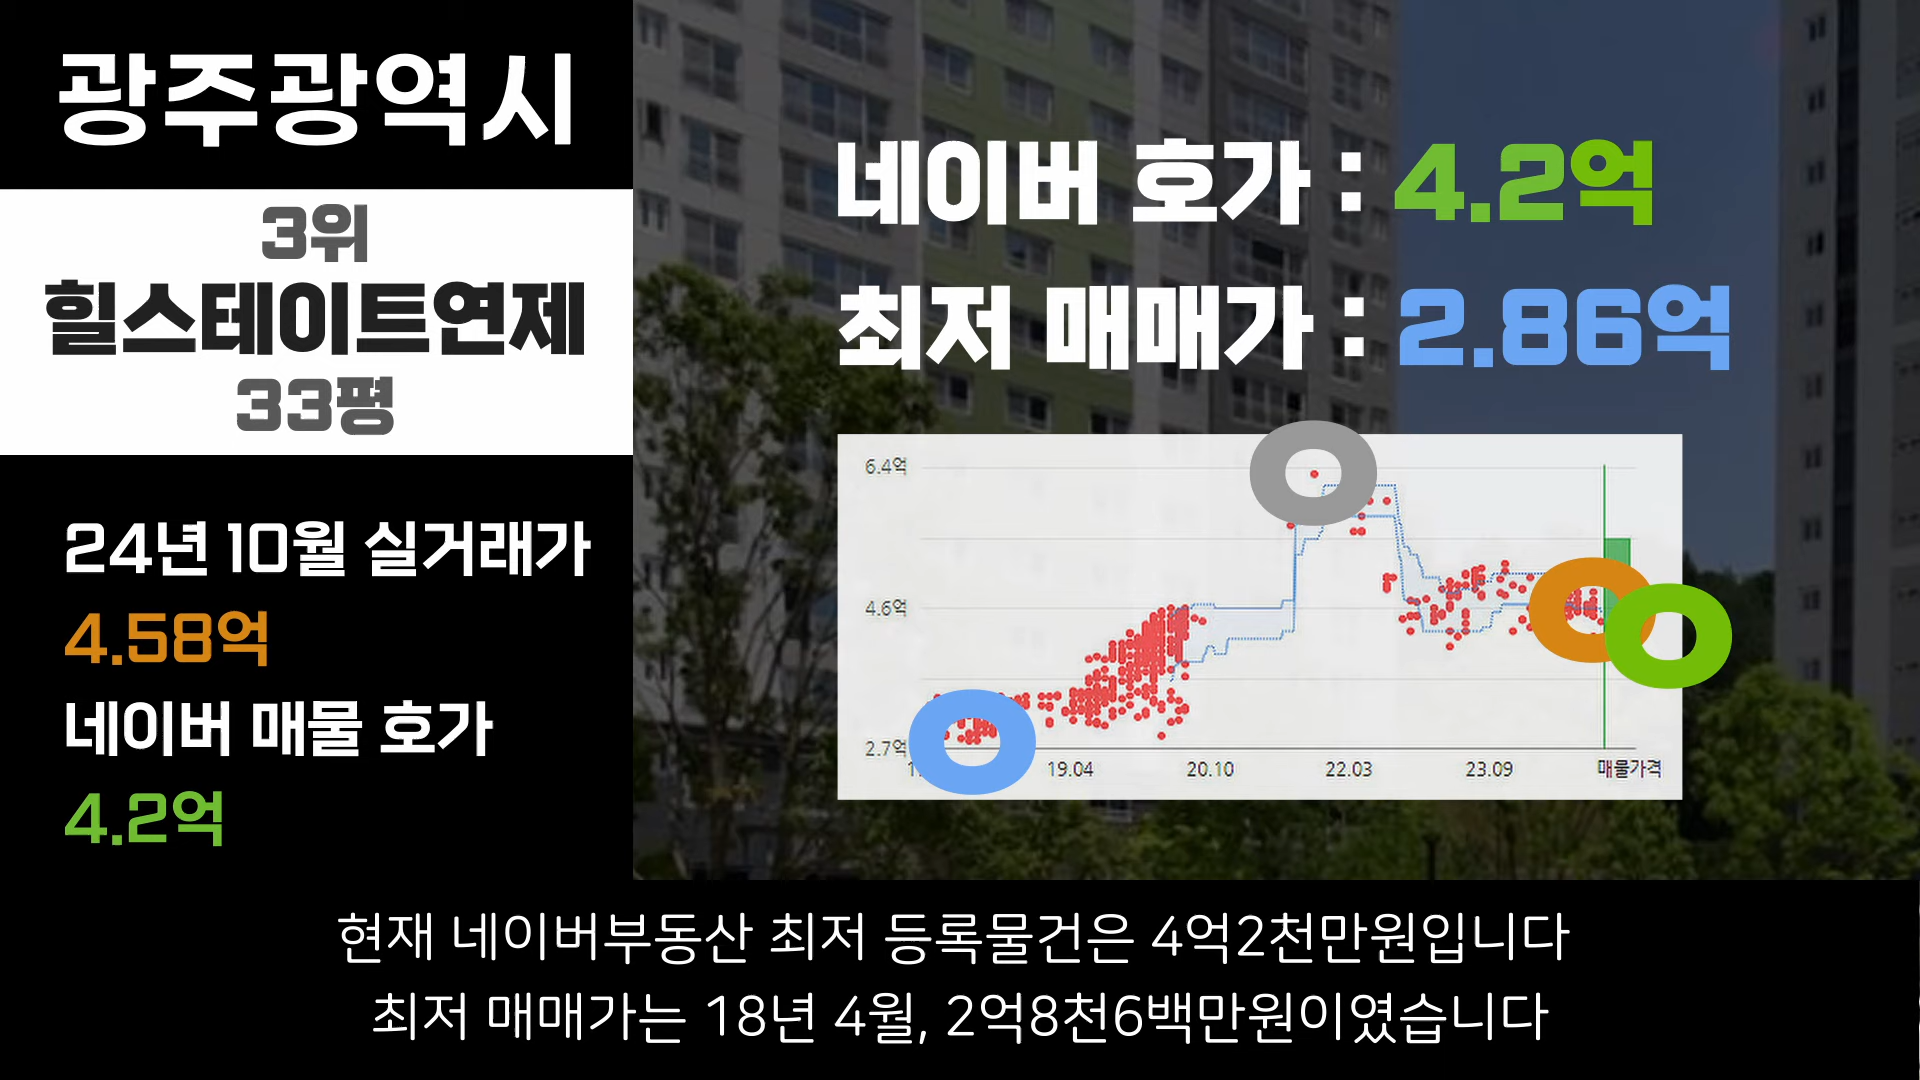 광주광역시
3위
힐스테이트연제
33평
24년 10월 실거래가
4.58억
네이버 매물 호가
4.2억
네이버 호가 : 4.2억
최저 매매가 : 2.86억
6.4억
4.6억
2.7억
19.04
20.10
22.03
23.09
매물가격
현재 네이버부동산 최저 등록물건은 4억2천만원입니다
최저 매매가는 18년 4월, 2억8천6백만원이였습니다